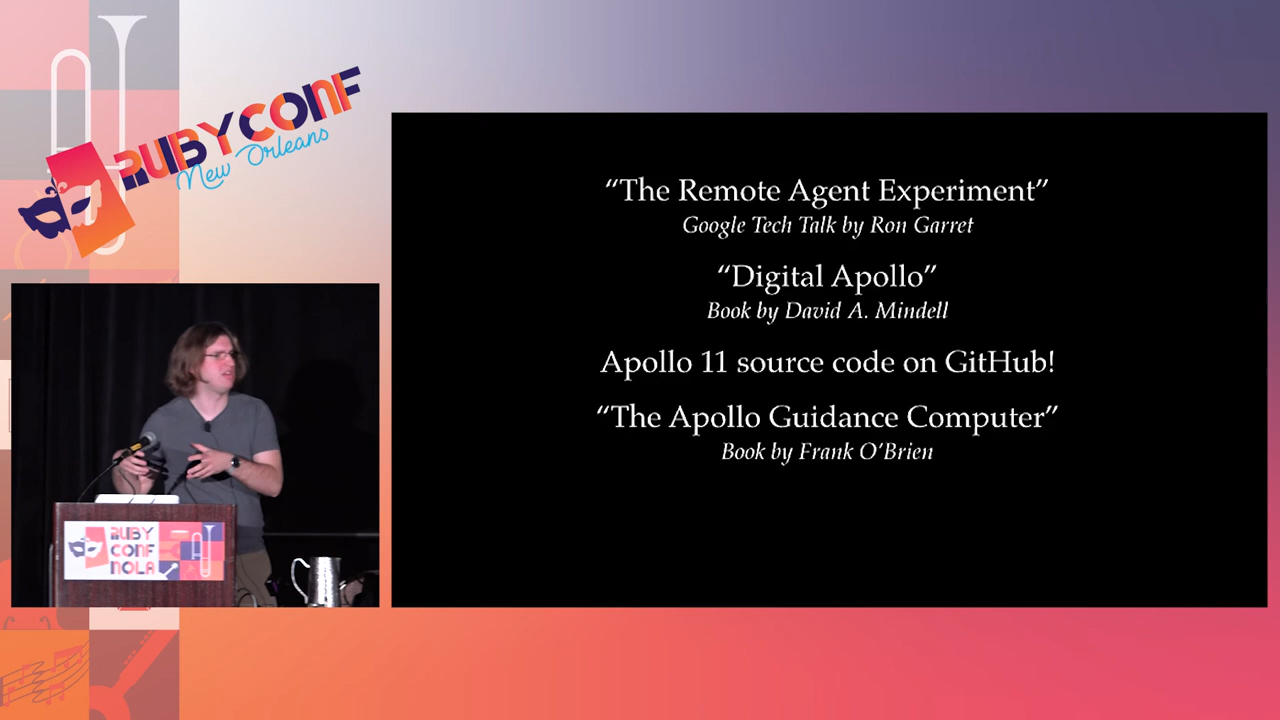 RUBYCONF
New Orleans
“The Remote Agent Experiment”
Google Tech Talk by Ron Garret
“Digital Apollo”
Book by David A. Mindell
Apollo 11 source code on GitHub!
“The Apollo Guidance Computer”
Book by Frank O’Brien
RUBY
CONF
NOLA